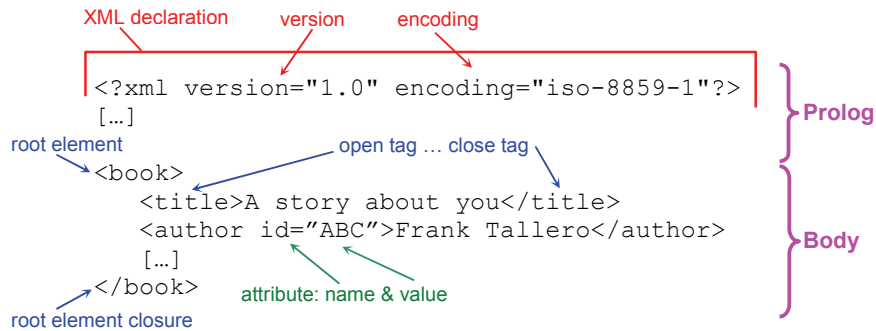 XML declaration version encoding
<?xml version="1.0" encoding="iso-8859-1"?>
[…]
Prolog
root element
open tag … close tag
<book>
<title>A story about you</title>
<author id=”ABC”>Frank Tallero</author>
Body
[…]
</book>
attribute: name & value
root element closure